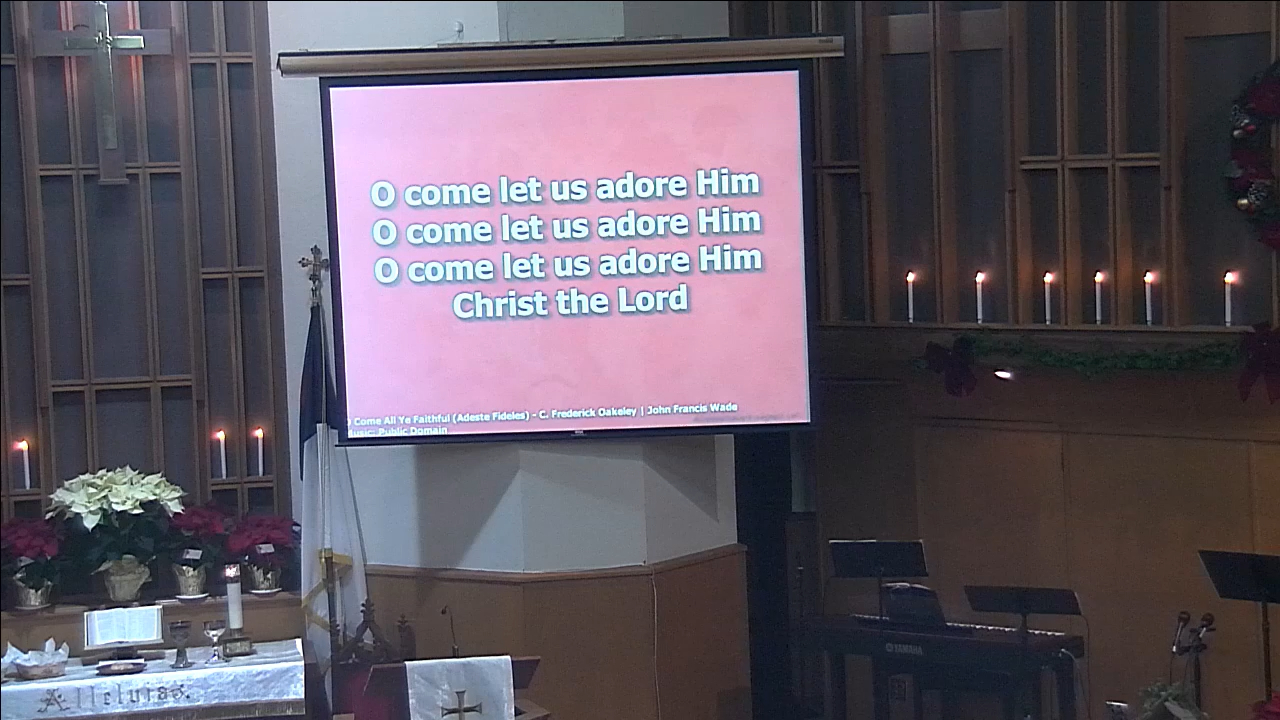 O come let us adore Him
O come let us adore Him
O come let us adore Him
Christ the Lord
O Come All Ye Faithful (Adeste Fideles) - C. Frederick Oakeley | John Francis Wade
Music: Public Domain
Alleluias.
YAMAHA